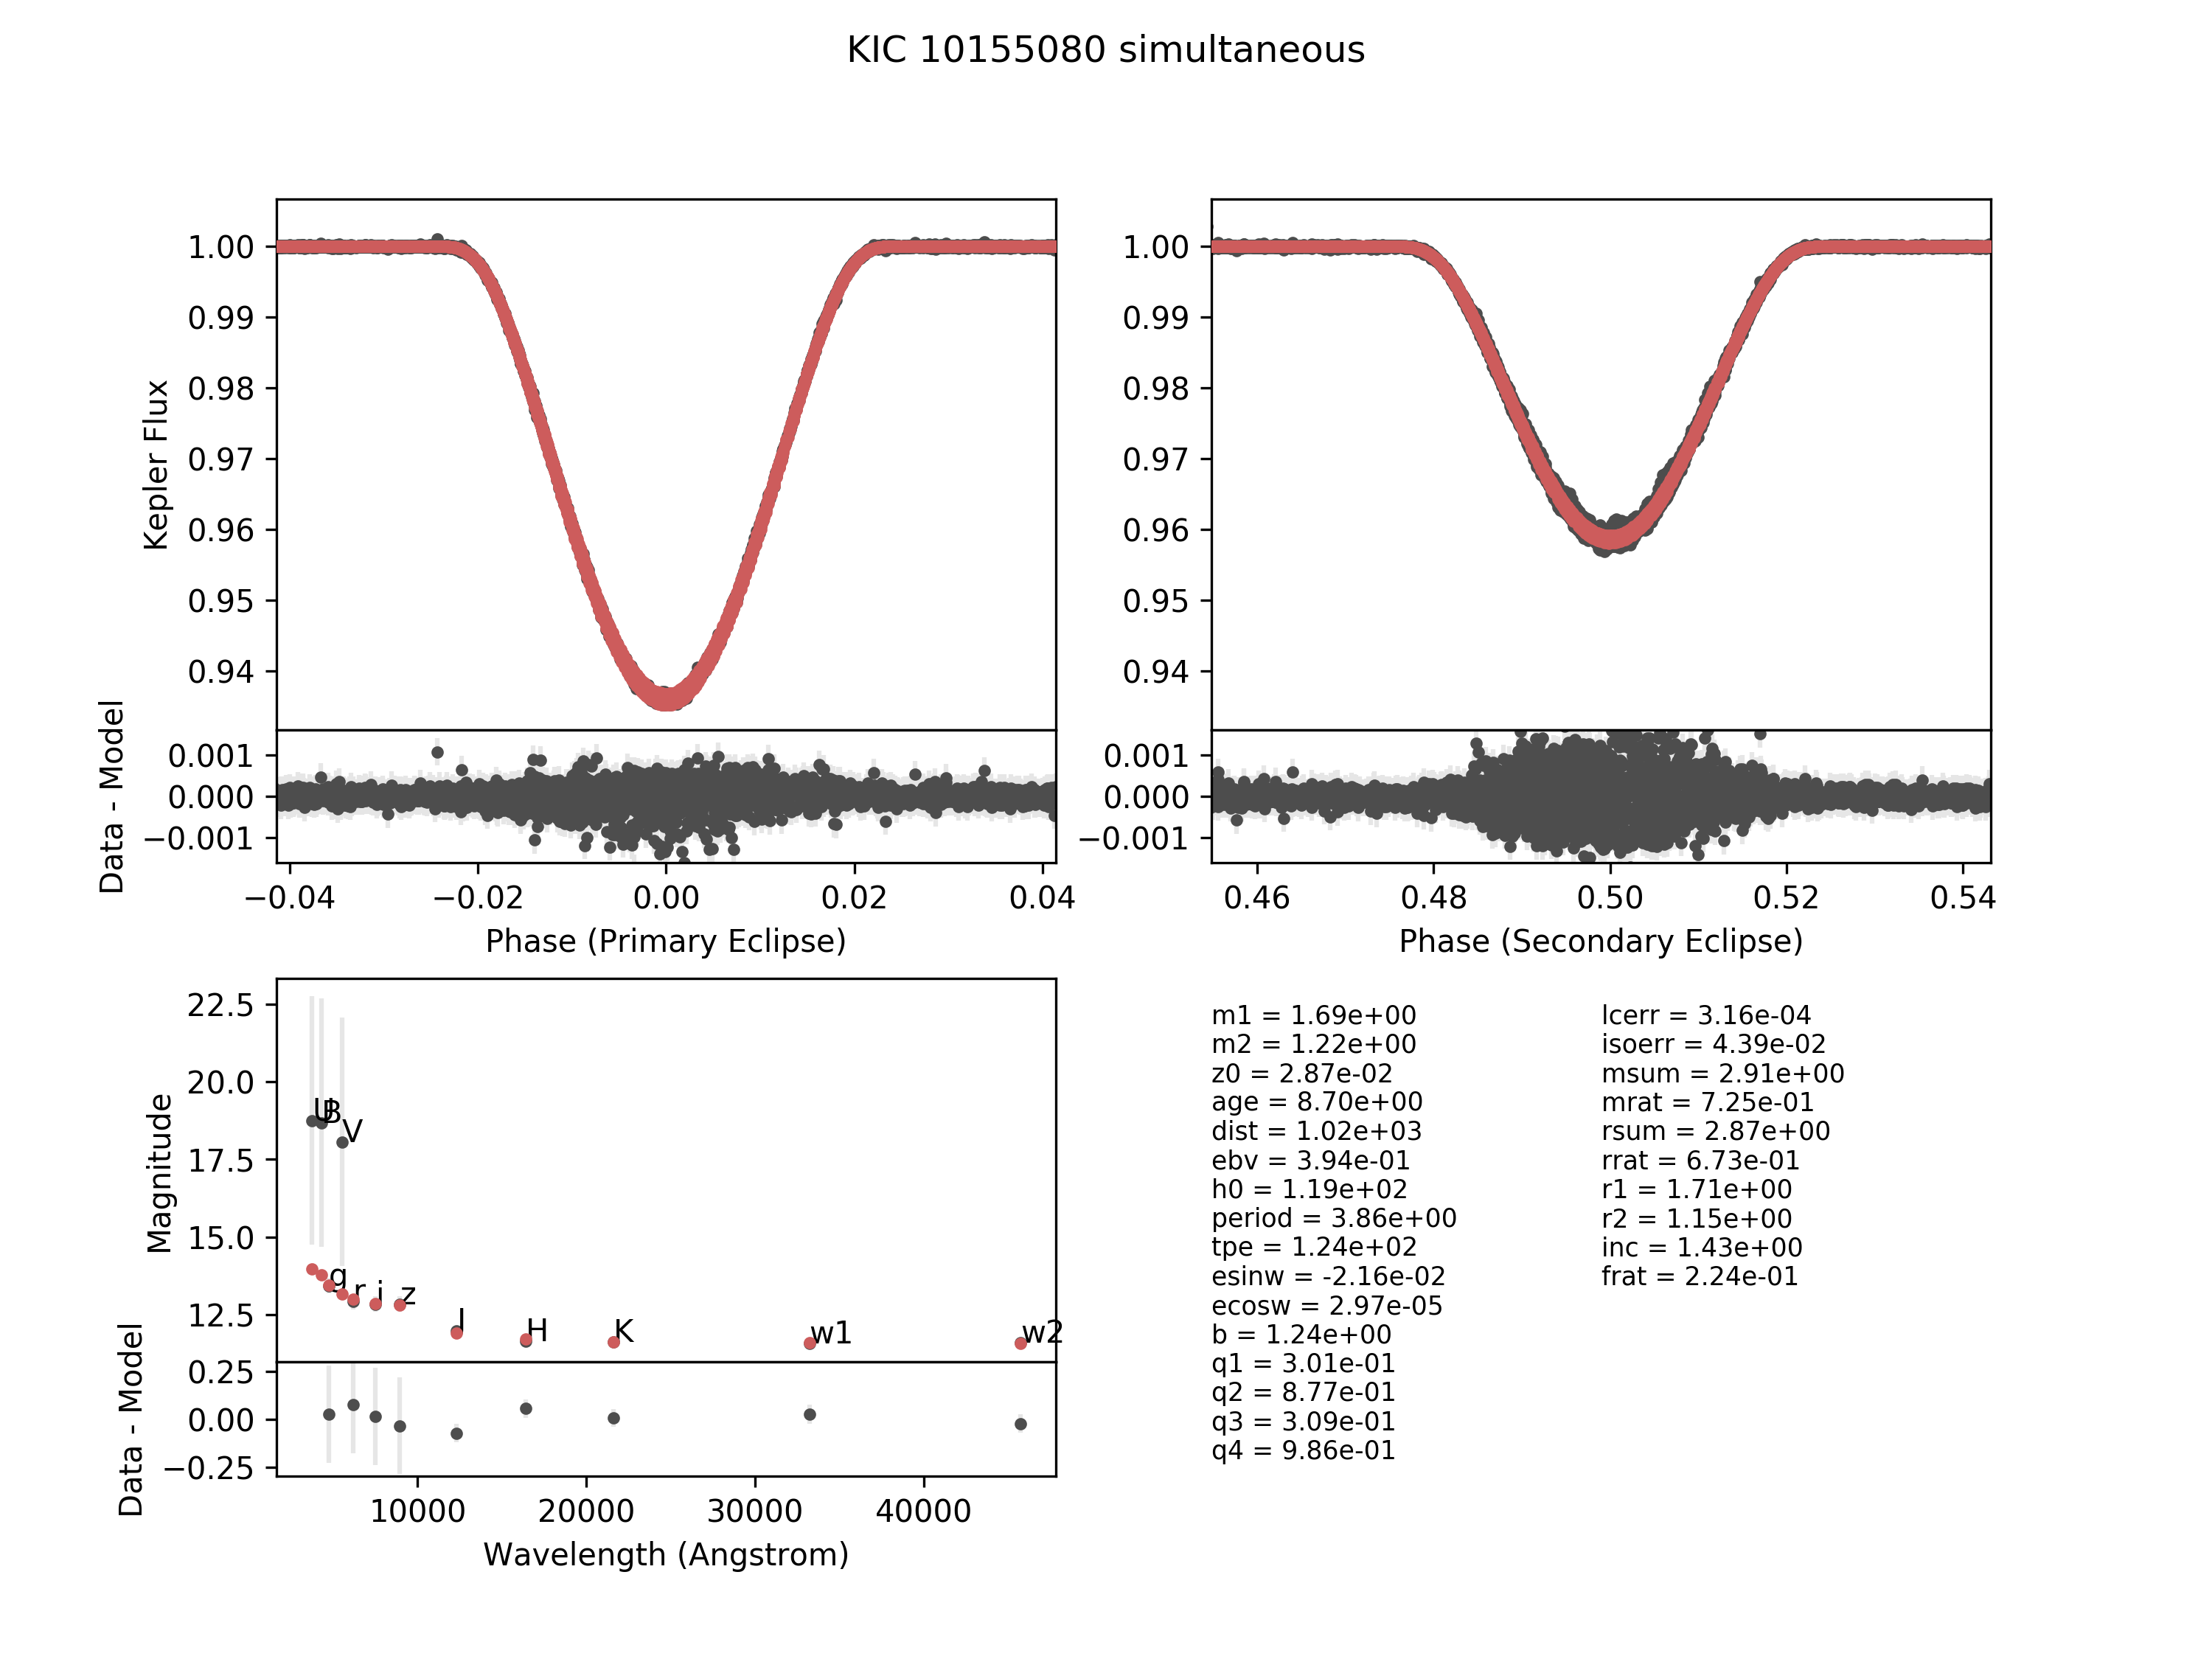 KIC 10155080 simultaneous
Kepler Flux
1.00
0.99
0.98
0.97
0.96
0.95
0.94
1.00
0.99
0.98
0.97
0.96
0.95
0.94
Data - Model
0.001
0.000
−0.001
0.001
0.000
−0.001
−0.04 −0.02 0.00 0.02 0.04
0.46 0.48 0.50 0.52 0.54
Phase (Primary Eclipse)
Phase (Secondary Eclipse)
Magnitude
22.5
20.0
17.5
15.0
12.5
U B V g r i z J H K w1 w2
Data - Model
0.25
0.00
−0.25
10000 20000 30000 40000
Wavelength (Angstrom)
m1 = 1.69e+00
m2 = 1.22e+00
z0 = 2.87e-02
age = 8.70e+00
dist = 1.02e+03
ebv = 3.94e-01
h0 = 1.19e+02
period = 3.86e+00
tpe = 1.24e+02
esinw = -2.16e-02
ecosw = 2.97e-05
b = 1.24e+00
q1 = 3.01e-01
q2 = 8.77e-01
q3 = 3.09e-01
q4 = 9.86e-01
lcerr = 3.16e-04
isoerr = 4.39e-02
msum = 2.91e+00
mrat = 7.25e-01
rsum = 2.87e+00
rrat = 6.73e-01
r1 = 1.71e+00
r2 = 1.15e+00
inc = 1.43e+00
frat = 2.24e-01